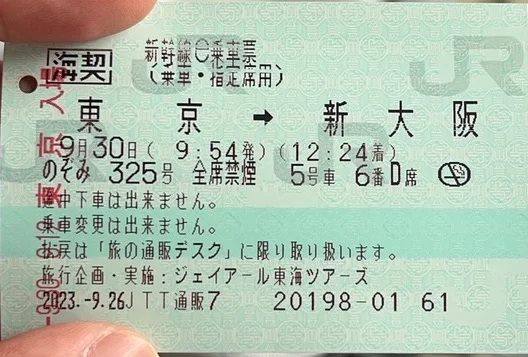 海契
新幹線C乗車票
(乗車・指定席用)
東京 → 新大阪
9月30日( 9:54発) (12:24着)
のぞみ 325号 全席禁煙 5号車 6番D席
途中下車は出来ません。
乗車変更は出来ません。
払戻は「旅の通販デスク」に限り取り扱います。
旅行企画・実施：ジェイアール東海ツアーズ
2023.-9.26JTT通販7 20198-01 61
-930 -910 東京 入場
JR